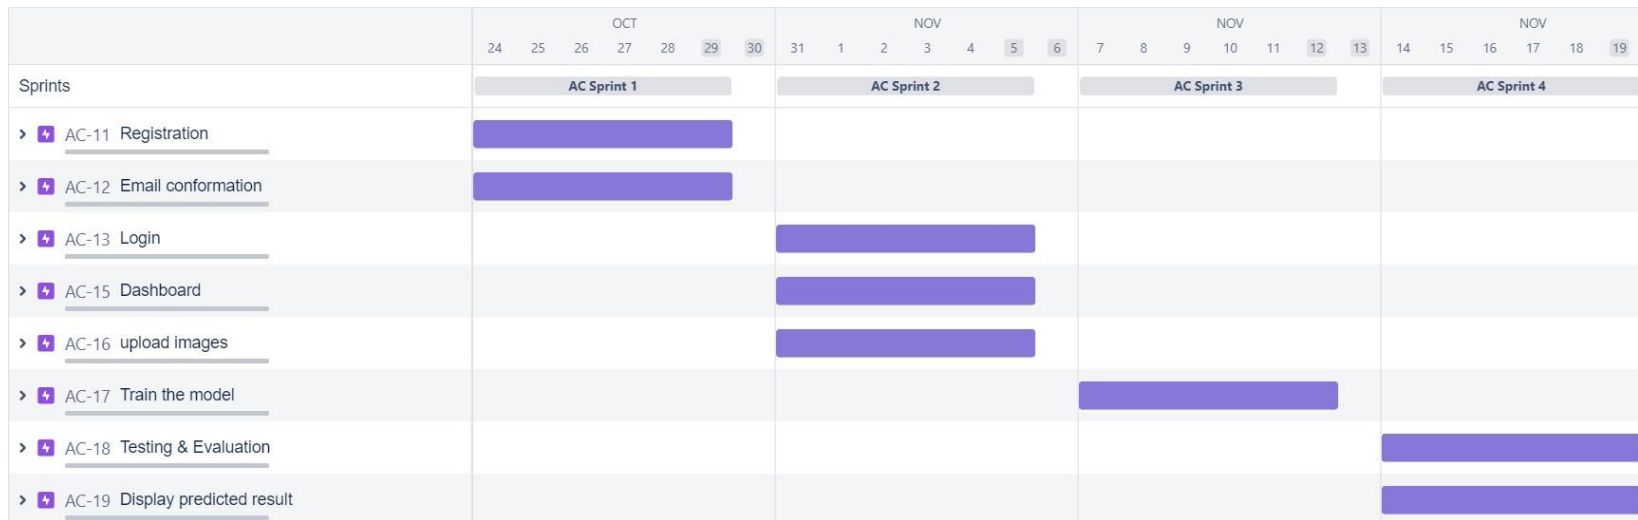 OCT NOV NOV NOV
24 25 26 27 28 29 30 31 1 2 3 4 5 6 7 8 9 10 11 12 13 14 15 16 17 18 19
Sprints AC Sprint 1 AC Sprint 2 AC Sprint 3 AC Sprint 4
AC-11 Registration
AC-12 Email conformation
AC-13 Login
AC-15 Dashboard
AC-16 upload images
AC-17 Train the model
AC-18 Testing & Evaluation
AC-19 Display predicted result